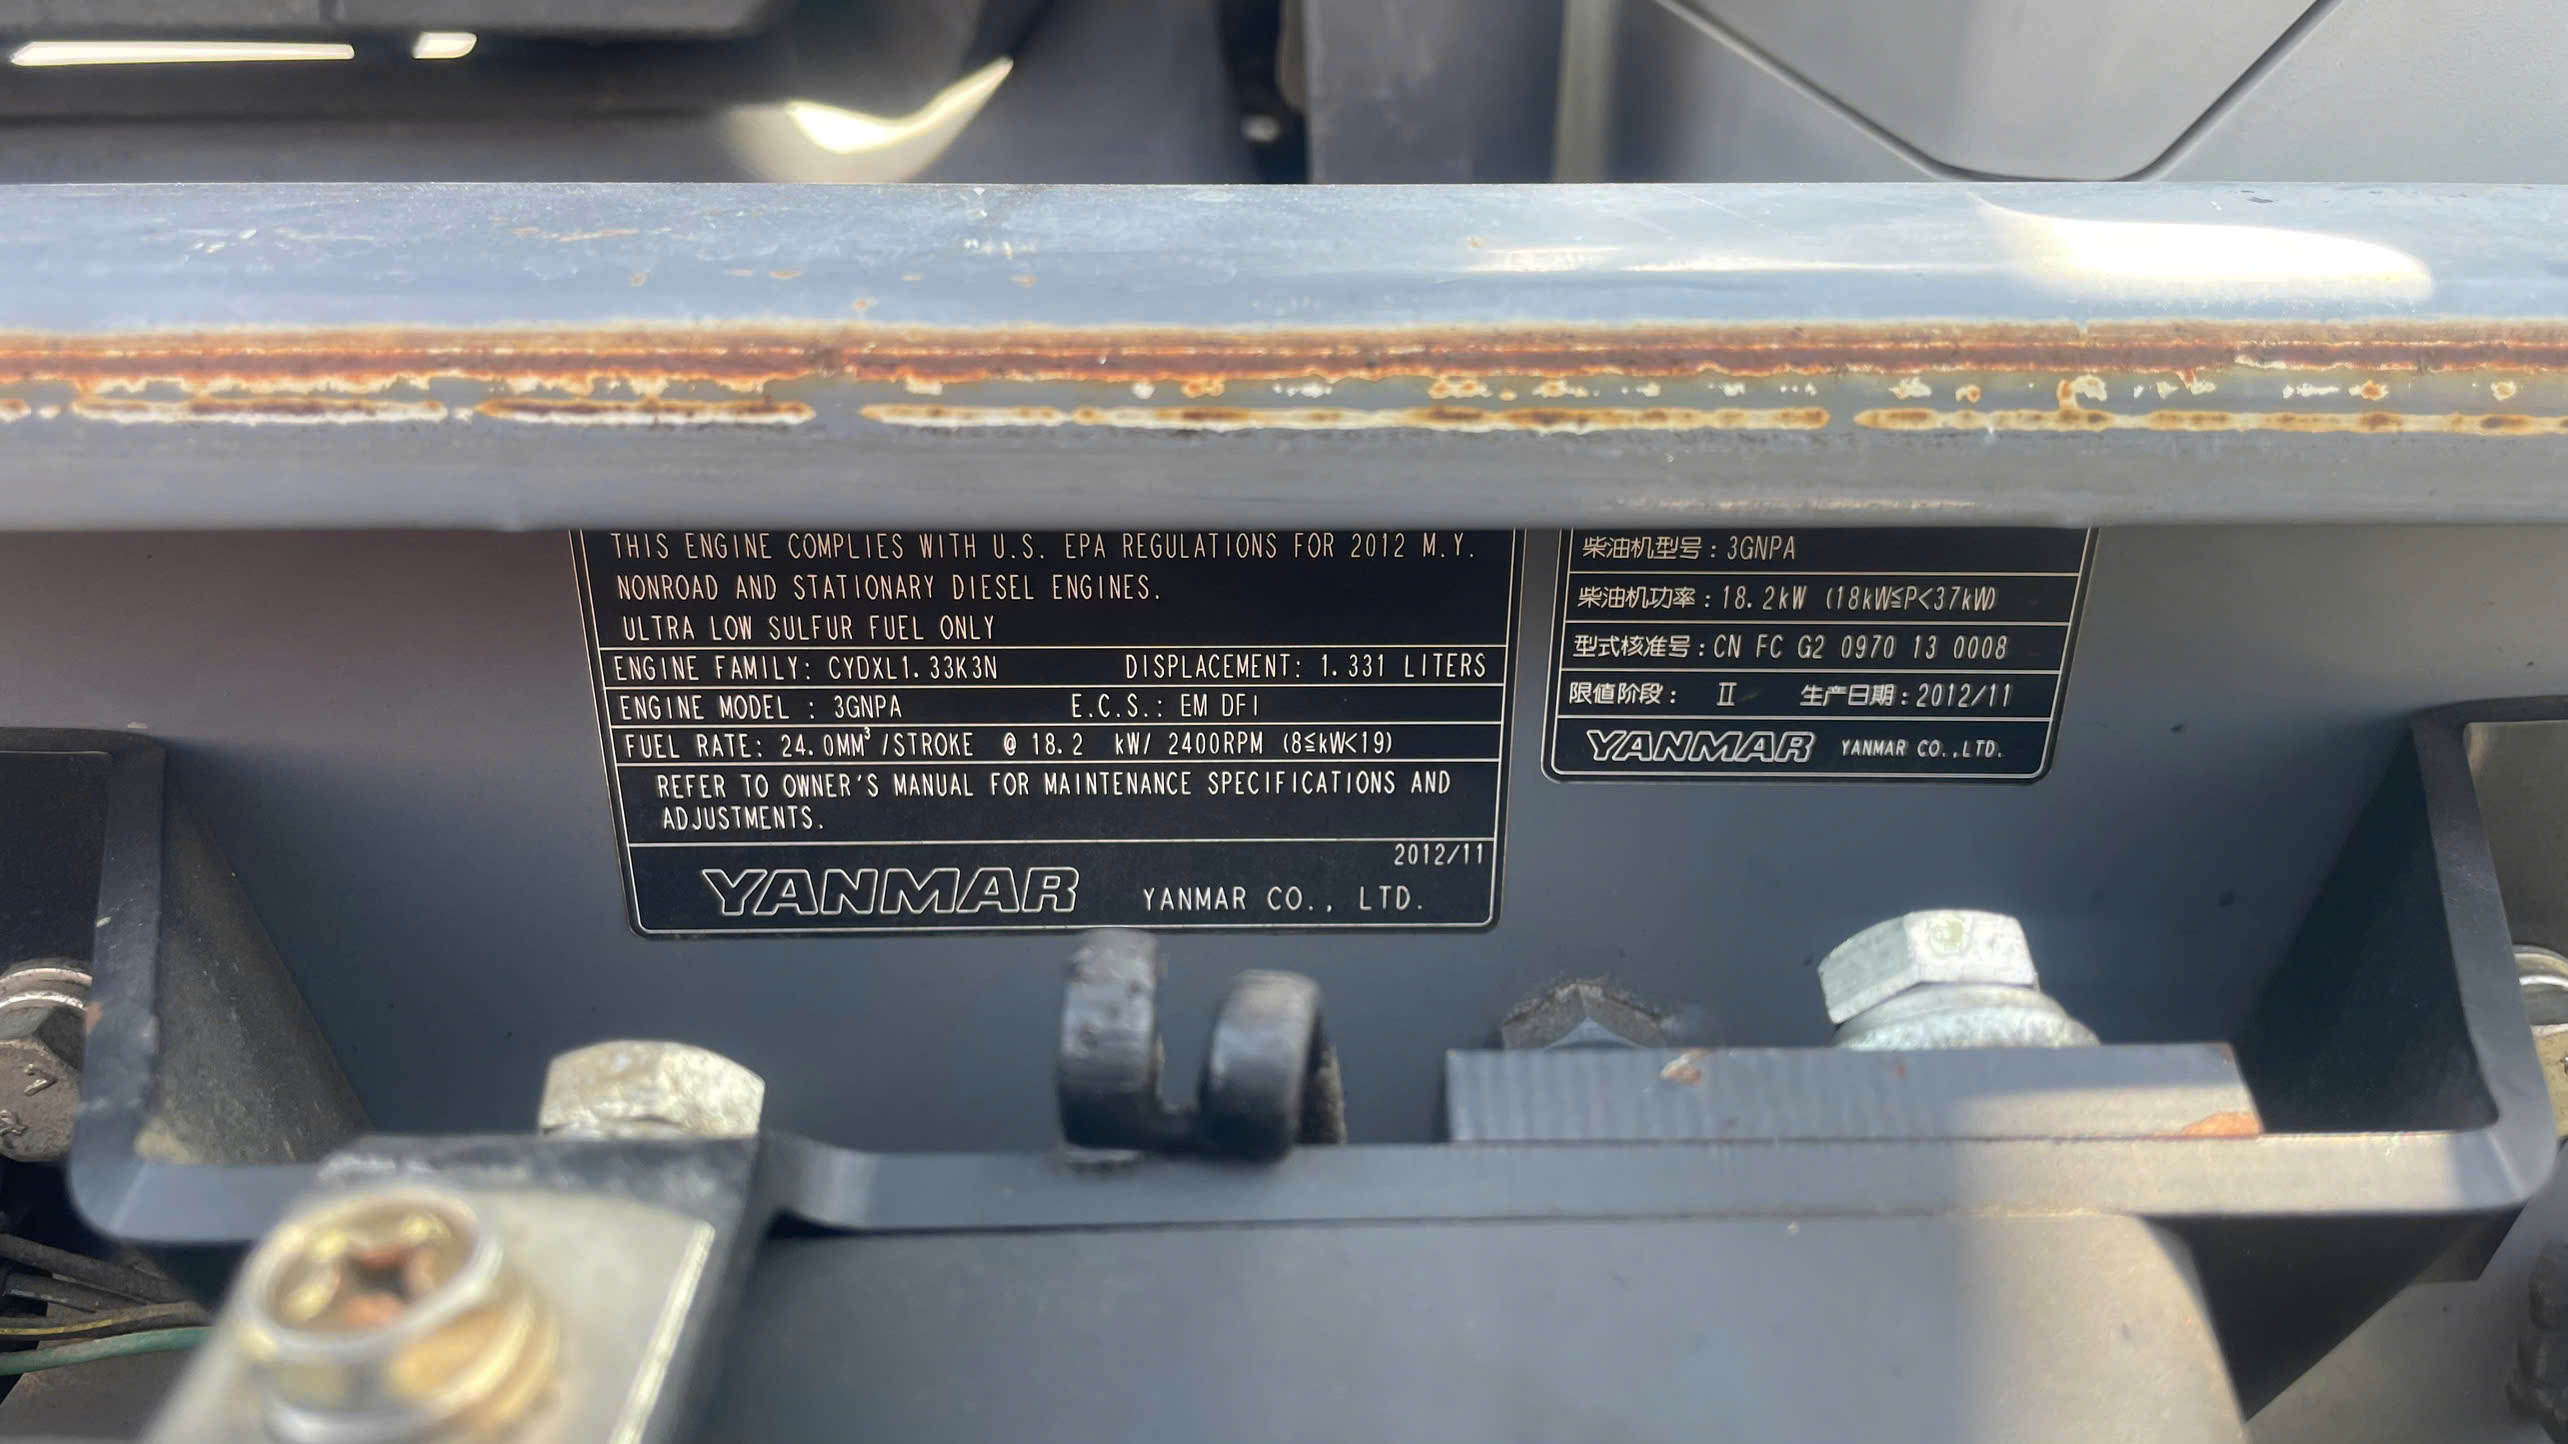 THIS ENGINE COMPLIES WITH U.S. EPA REGULATIONS FOR 2012 M.Y.
NONROAD AND STATIONARY DIESEL ENGINES.
ULTRA LOW SULFUR FUEL ONLY
ENGINE FAMILY: CYDXL1.33K3N DISPLACEMENT: 1.331 LITERS
ENGINE MODEL : 3GNPA E.C.S.: EM DFI
FUEL RATE: 24.0MM³/STROKE @ 18.2 kW/ 2400RPM (8≦kW<19)
REFER TO OWNER'S MANUAL FOR MAINTENANCE SPECIFICATIONS AND
ADJUSTMENTS.
2012/11
YANMAR YANMAR CO., LTD.
柴油机型号：3GNPA
柴油机功率：18.2kW (18kW≦P<37kW)
型式核准号：CN FC G2 0970 13 0008
限值阶段： Ⅱ 生产日期：2012/11
YANMAR YANMAR CO.,LTD.